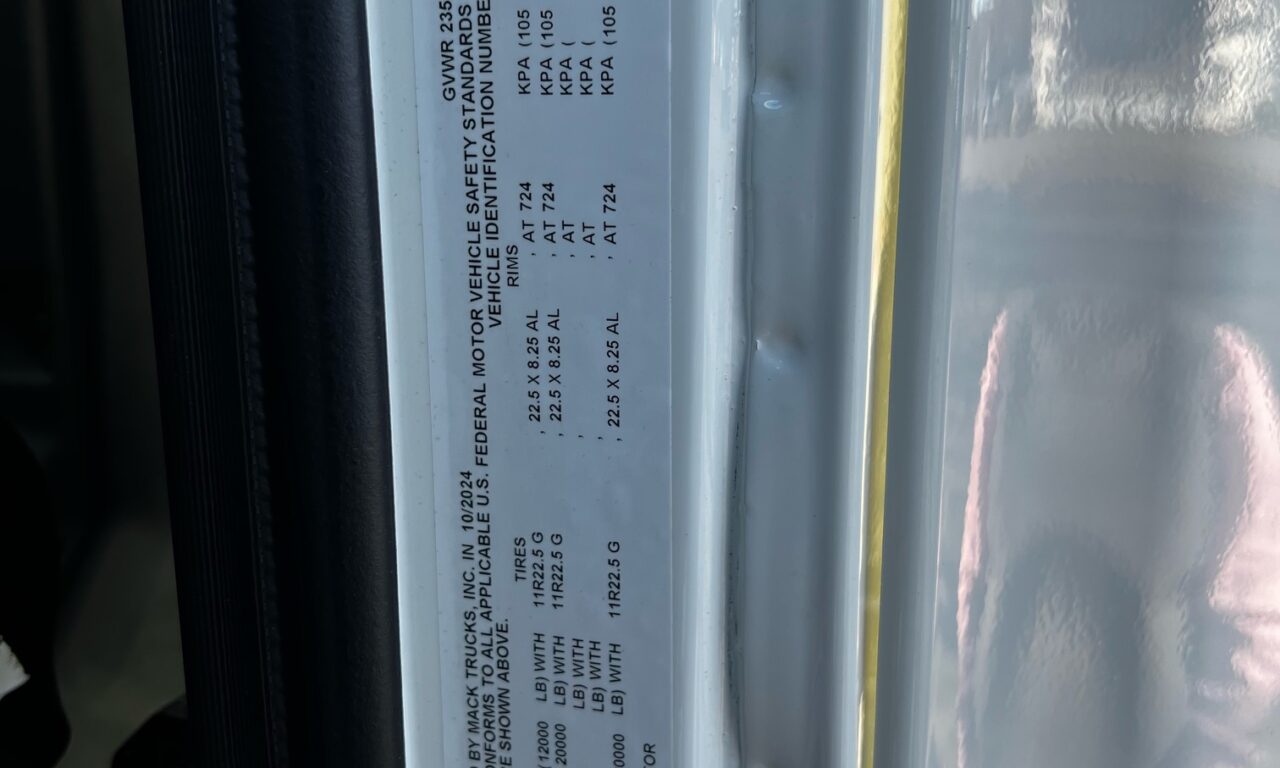 D BY MACK TRUCKS, INC. IN 10/2024 GVWR 235
ONFORMS TO ALL APPLICABLE U.S. FEDERAL MOTOR VEHICLE SAFETY STANDARDS
RE SHOWN ABOVE. VEHICLE IDENTIFICATION NUMBE
TIRES RIMS
(12000 LB) WITH 11R22.5 G , 22.5 X 8.25 AL , AT 724 KPA (105
20000 LB) WITH 11R22.5 G , 22.5 X 8.25 AL , AT 724 KPA (105
LB) WITH , , AT KPA (
LB) WITH , , AT KPA (
0000 LB) WITH 11R22.5 G , 22.5 X 8.25 AL , AT 724 KPA (105
TOR